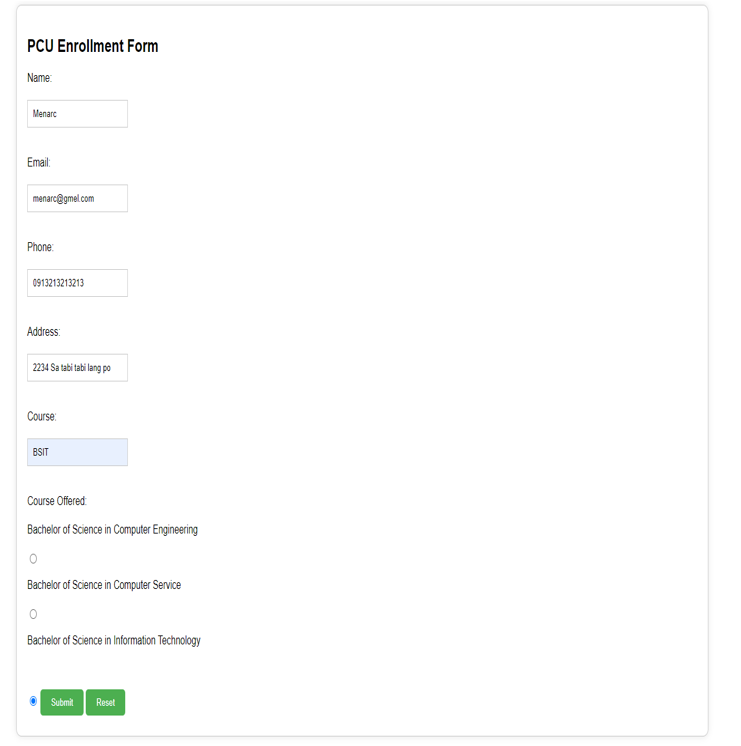 PCU Enrollment Form
Name:
Menarc
Email:
menarc@gmel.com
Phone:
0913213213213
Address:
2234 Sa tabi tabi lang po
Course:
BSIT
Course Offered:
Bachelor of Science in Computer Engineering
Bachelor of Science in Computer Service
Bachelor of Science in Information Technology
Submit Reset